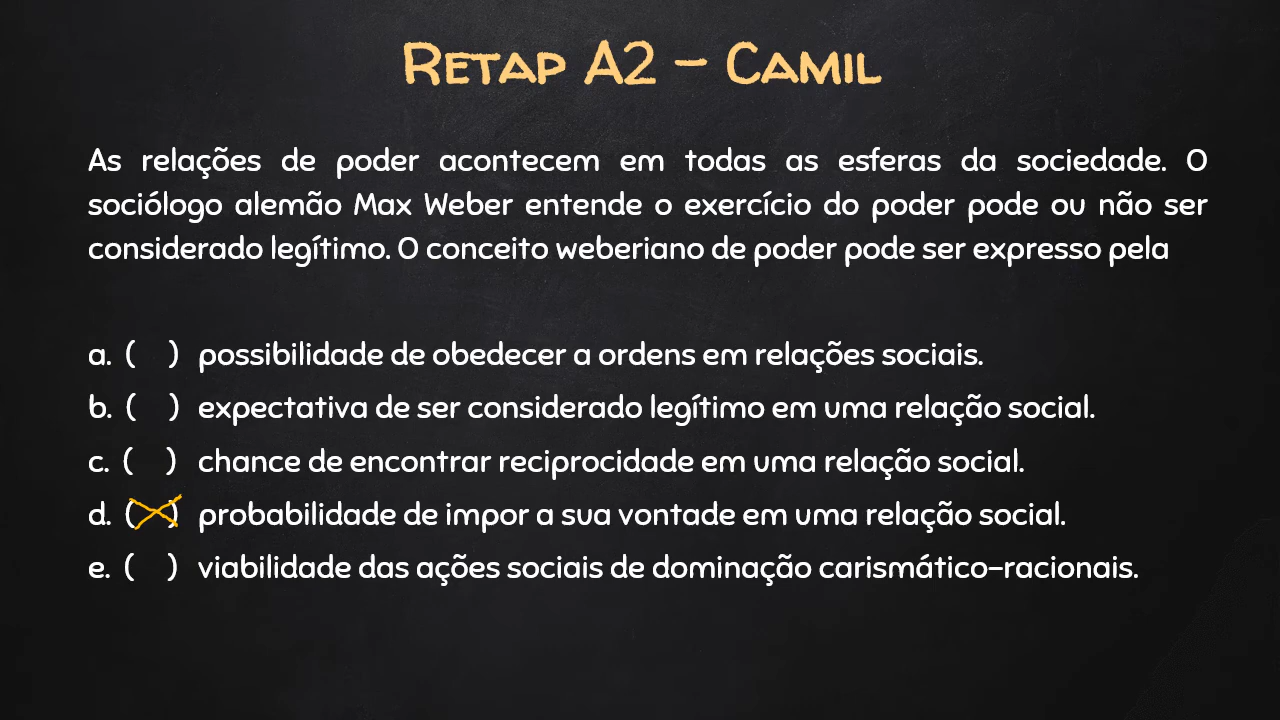 Retap A2 – Camil
As relações de poder acontecem em todas as esferas da sociedade. O
sociólogo alemão Max Weber entende o exercício do poder pode ou não ser
considerado legítimo. O conceito weberiano de poder pode ser expresso pela
a. ( ) possibilidade de obedecer a ordens em relações sociais.
b. ( ) expectativa de ser considerado legítimo em uma relação social.
c. ( ) chance de encontrar reciprocidade em uma relação social.
d. (X) probabilidade de impor a sua vontade em uma relação social.
e. ( ) viabilidade das ações sociais de dominação carismático-racionais.